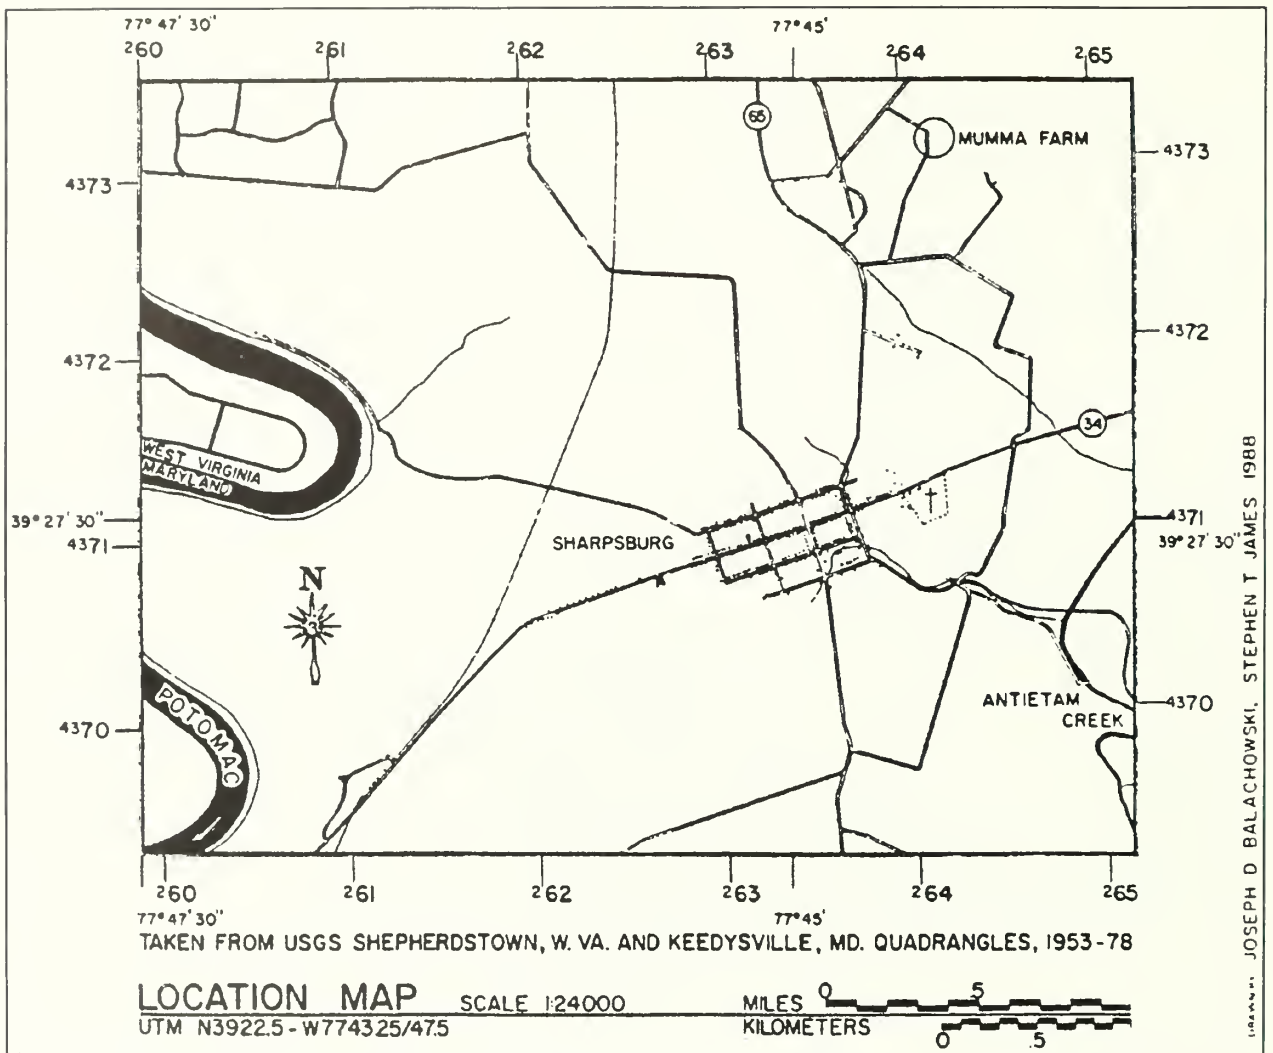 77° 47' 30" 77° 45'
260 261 262 263 264 265
65
MUMMA FARM
4373 4373
4372 4372
34
WEST VIRGINIA
MARYLAND
39° 27' 30" 4371
4371 39° 27' 30"
SHARPSBURG
N
ANTIETAM
CREEK
4370 4370
POTOMAC
260 261 262 263 264 265
77° 47' 30" 77° 45'
TAKEN FROM USGS SHEPHERDSTOWN, W. VA. AND KEEDYSVILLE, MD. QUADRANGLES, 1953-78
LOCATION MAP SCALE 1:24000
UTM N3922.5 - W774325/47.5
MILES 0 .5
KILOMETERS 0 .5
JOSEPH D BALACHOWSKI, STEPHEN T JAMES 1988